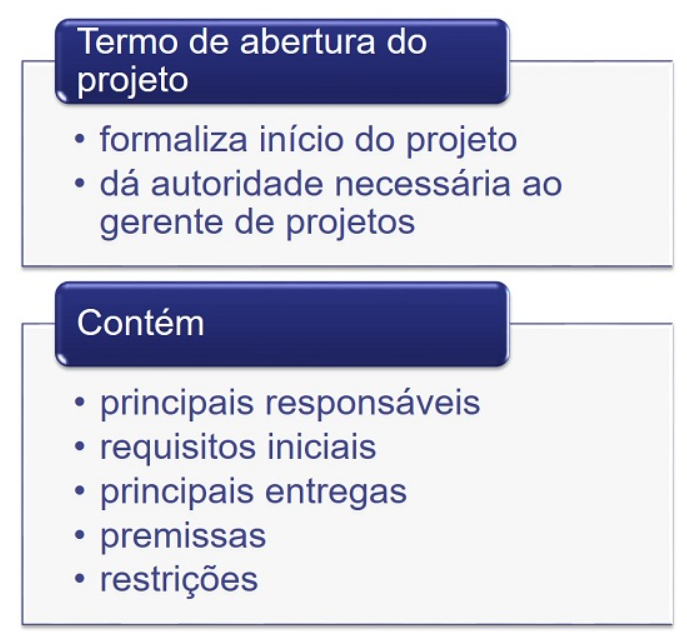 Termo de abertura do
projeto
• formaliza início do projeto
• dá autoridade necessária ao
gerente de projetos
Contém
• principais responsáveis
• requisitos iniciais
• principais entregas
• premissas
• restrições